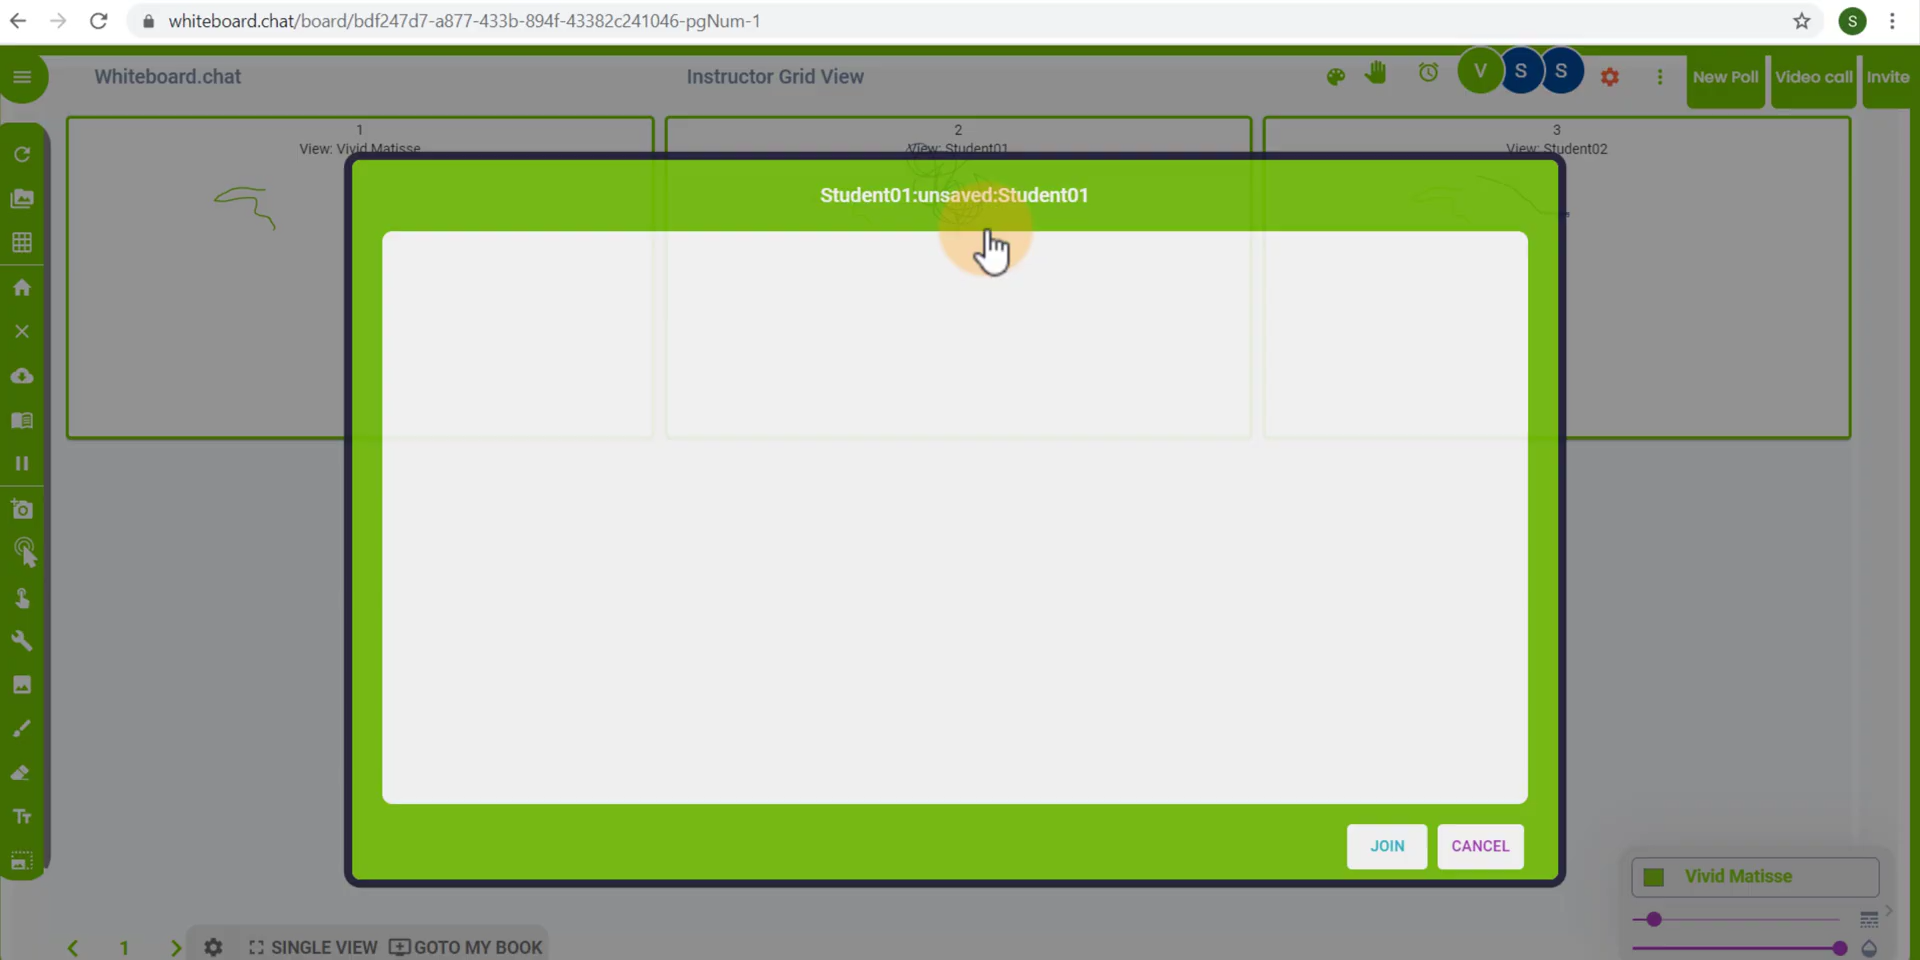 whiteboard.chat/board/bdf247d7-a877-433b-894f-43382c241046-pgNum-1
S
Whiteboard.chat
Instructor Grid View
V
S
S
New Poll
Video call
Invite
1
View: Vivid Matisse
2
View: Student01
3
View: Student02
Student01:unsaved:Student01
Tт
JOIN
CANCEL
Vivid Matisse
1
SINGLE VIEW
GOTO MY BOOK